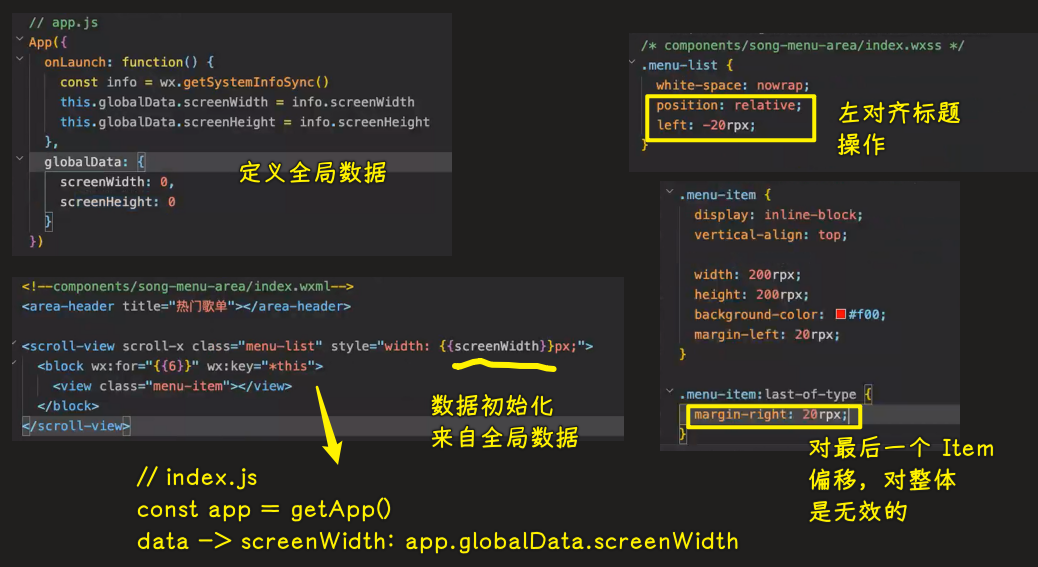 // app.js
App({
onLaunch: function() {
const info = wx.getSystemInfoSync()
this.globalData.screenWidth = info.screenWidth
this.globalData.screenHeight = info.screenHeight
},
globalData: {
screenWidth: 0,
screenHeight: 0
}
})
定义全局数据
<!--components/song-menu-area/index.wxml-->
<area-header title="热门歌单"></area-header>
<scroll-view scroll-x class="menu-list" style="width: {{screenWidth}}px;">
<block wx:for="{{6}}" wx:key="*this">
<view class="menu-item"></view>
</block>
</scroll-view>
数据初始化
来自全局数据
// index.js
const app = getApp()
data -> screenWidth: app.globalData.screenWidth
/* components/song-menu-area/index.wxss */
.menu-list {
white-space: nowrap;
position: relative;
left: -20rpx;
}
左对齐标题
操作
.menu-item {
display: inline-block;
vertical-align: top;
width: 200rpx;
height: 200rpx;
background-color: #f00;
margin-left: 20rpx;
}
.menu-item:last-of-type {
margin-right: 20rpx;
}
对最后一个 Item
偏移，对整体
是无效的